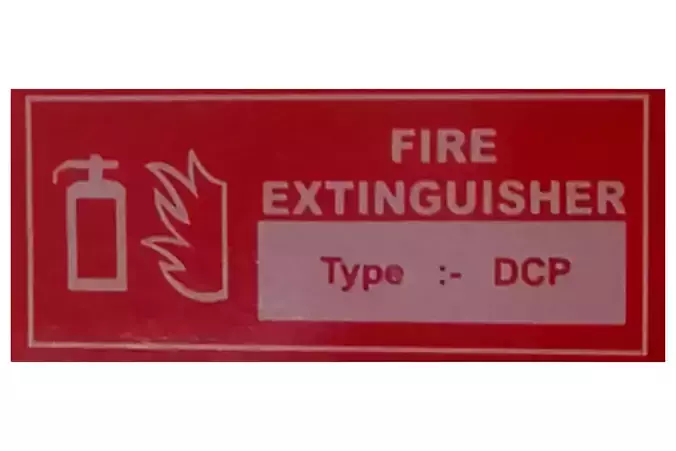 FIRE
EXTINGUISHER
Type :- DCP